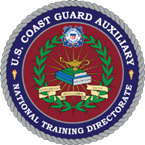 U.S. COAST GUARD AUXILIARY
NATIONAL TRAINING DIRECTORATE